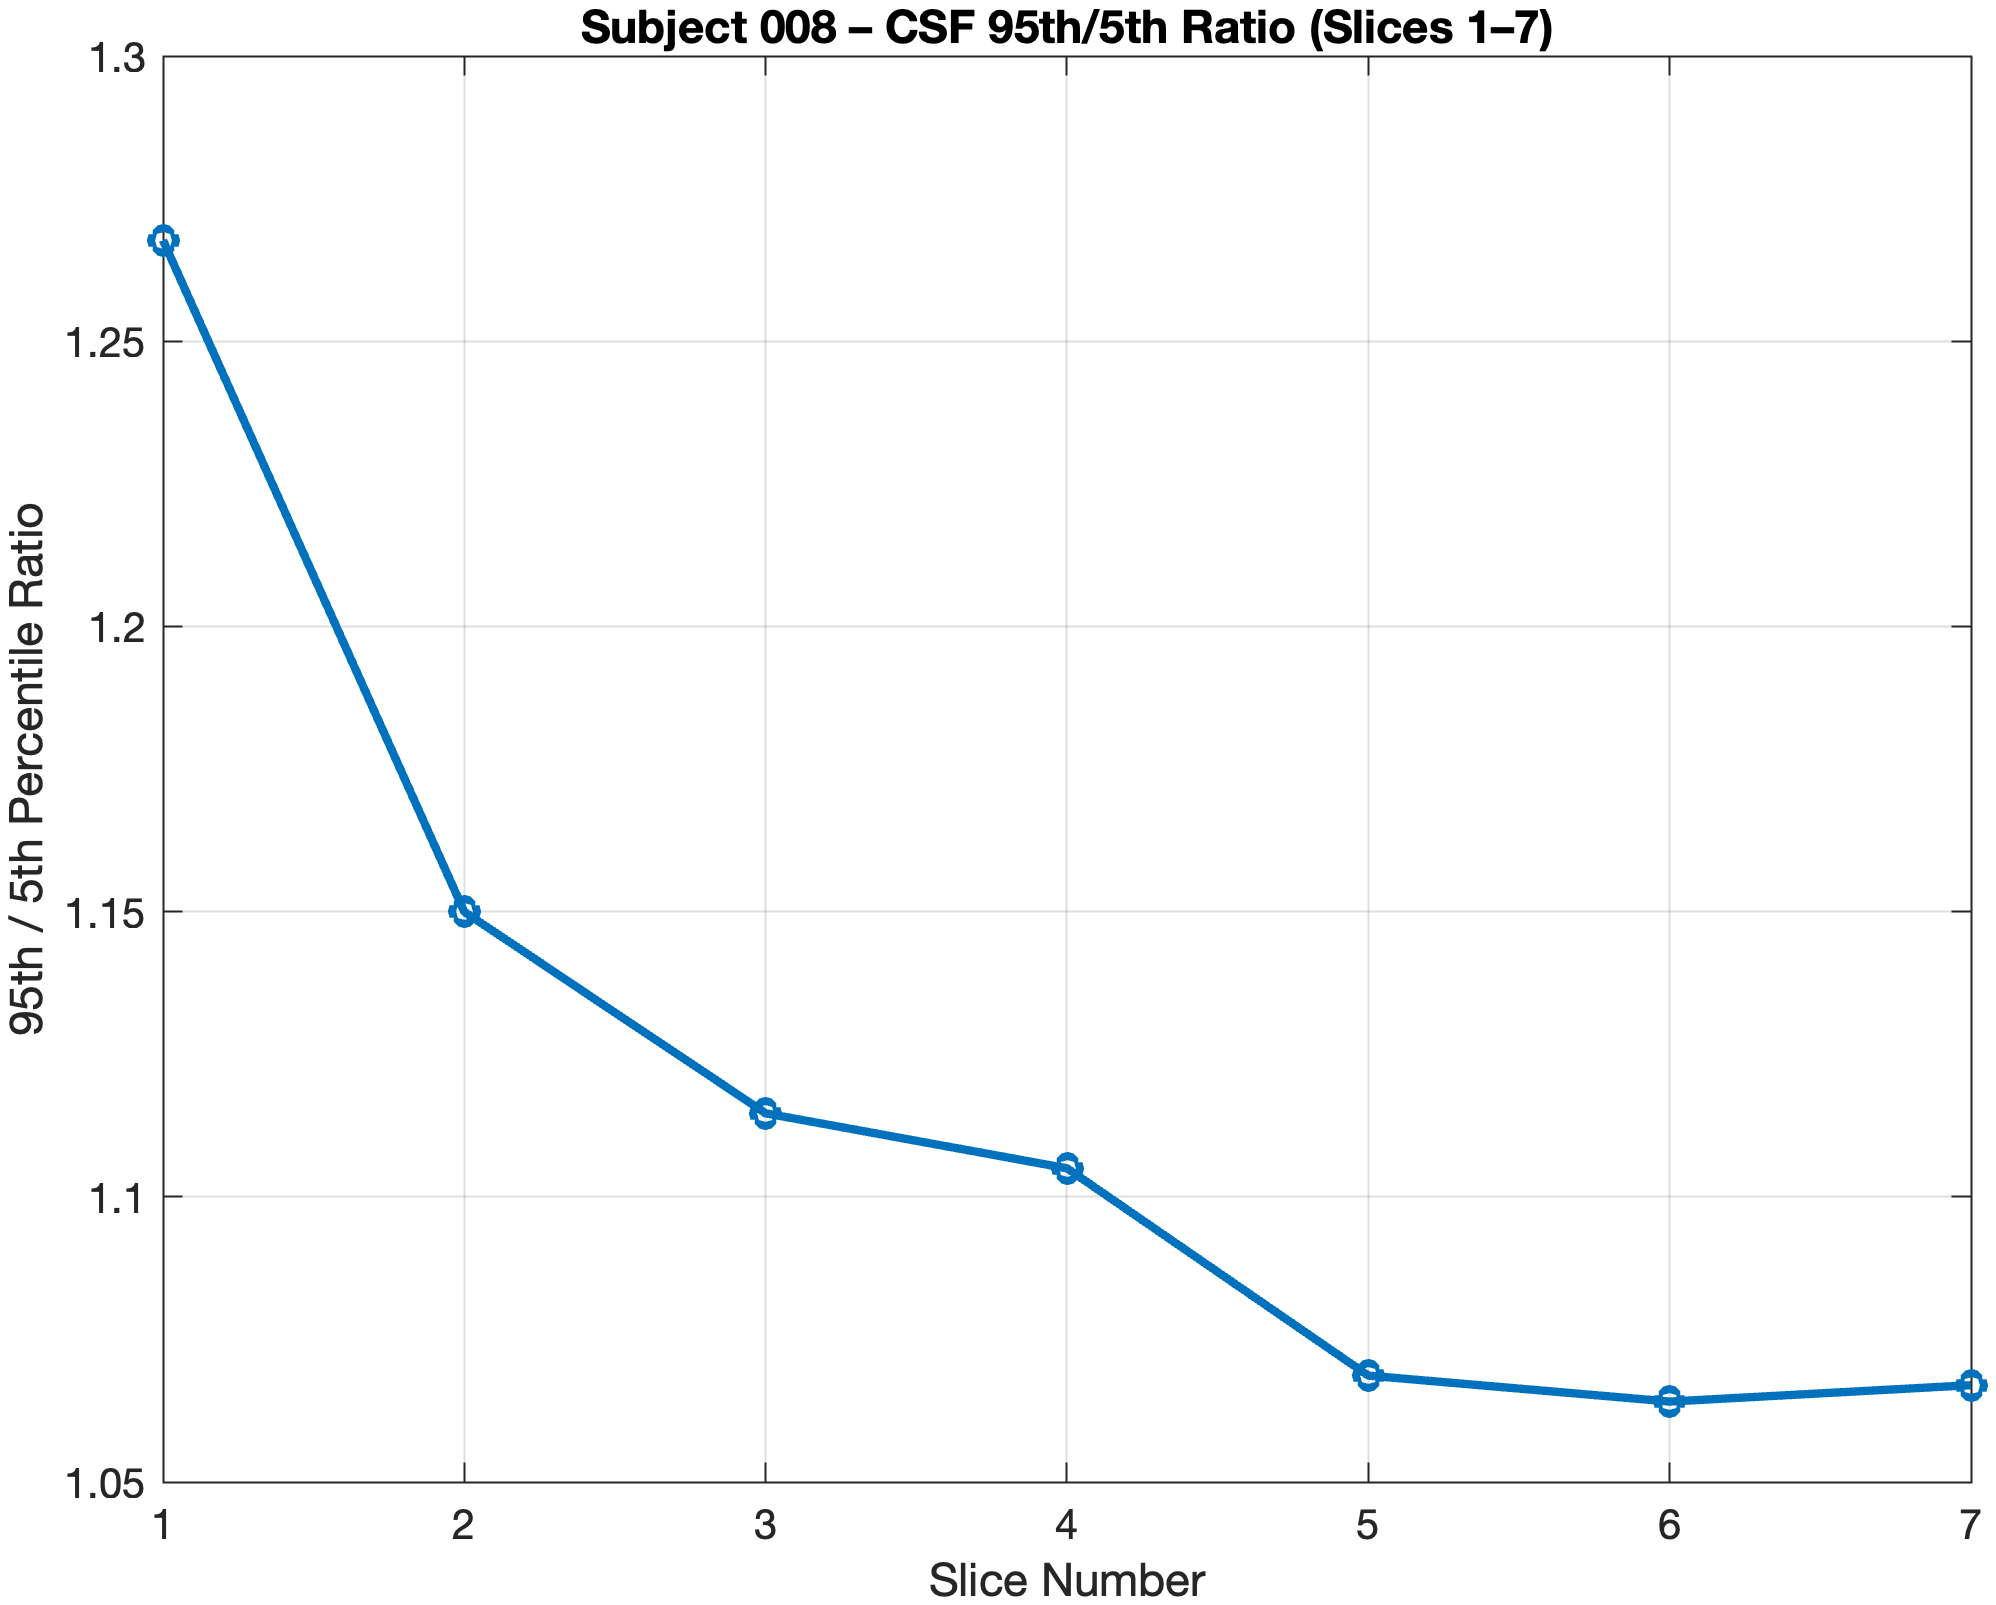 Subject 008 – CSF 95th/5th Ratio (Slices 1–7)
95th / 5th Percentile Ratio
1.3
1.25
1.2
1.15
1.1
1.05
1 2 3 4 5 6 7
Slice Number